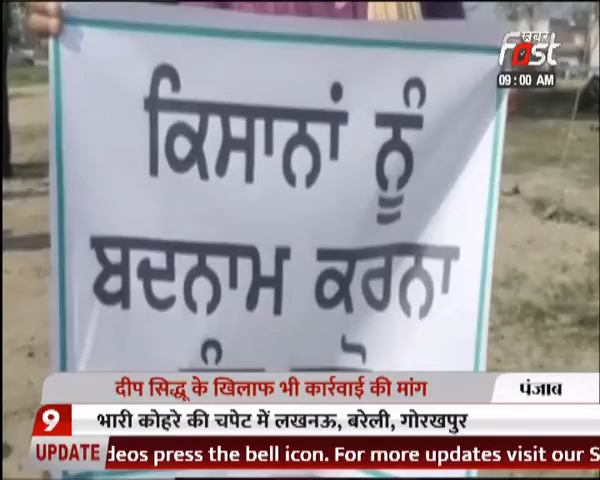 ख़बर
Fast
09:00 AM
ਕਿਸਾਨਾਂ ਨੂੰ
ਬਦਨਾਮ ਕਰਨਾ
दीप सिद्धू के खिलाफ भी कार्रवाई की मांग
पंजाब
9
भारी कोहरे की चपेट में लखनऊ, बरेली, गोरखपुर
UPDATE
deos press the bell icon. For more updates visit our S